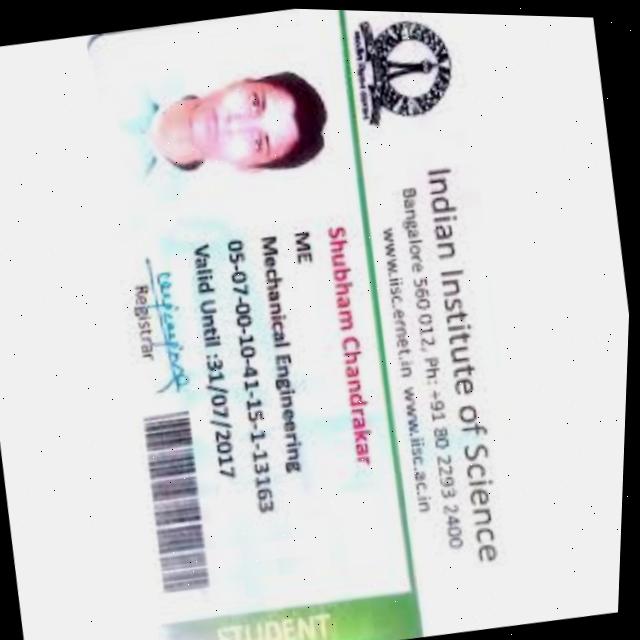 Indian Institute of Science
Bangalore 560 012, Ph: +91 80 2293 2400
www.iisc.ernet.in www.iisc.ac.in
Shubham Chandrakar
ME
Mechanical Engineering
05-07-00-10-41-15-1-13163
Valid Until :31/07/2017
Registrar
STUDENT